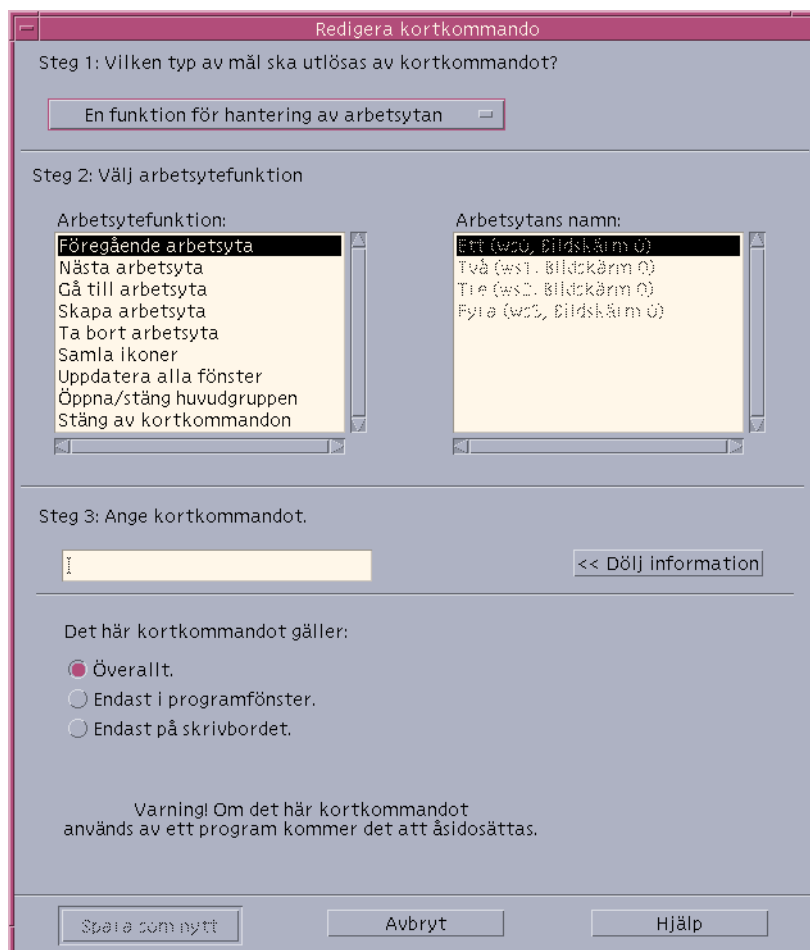 Redigera kortkommando
Steg 1: Vilken typ av mål ska utlösas av kortkommandot?
En funktion för hantering av arbetsytan
Steg 2: Välj arbetsytefunktion
Arbetsytefunktion:
Föregående arbetsyta
Nästa arbetsyta
Gå till arbetsyta
Skapa arbetsyta
Ta bort arbetsyta
Samla ikoner
Uppdatera alla fönster
Öppna/stäng huvudgruppen
Stäng av kortkommandon
Arbetsytans namn:
Ett (ws0, Bildskärm 0)
Två (ws1, Bildskärm 0)
Tre (ws2, Bildskärm 0)
Fyra (ws3, Bildskärm 0)
Steg 3: Ange kortkommandot.
<< Dölj information
Det här kortkommandot gäller:
Överallt.
Endast i programfönster.
Endast på skrivbordet.
Varning! Om det här kortkommandot
används av ett program kommer det att åsidosättas.
Spara som nytt
Avbryt
Hjälp